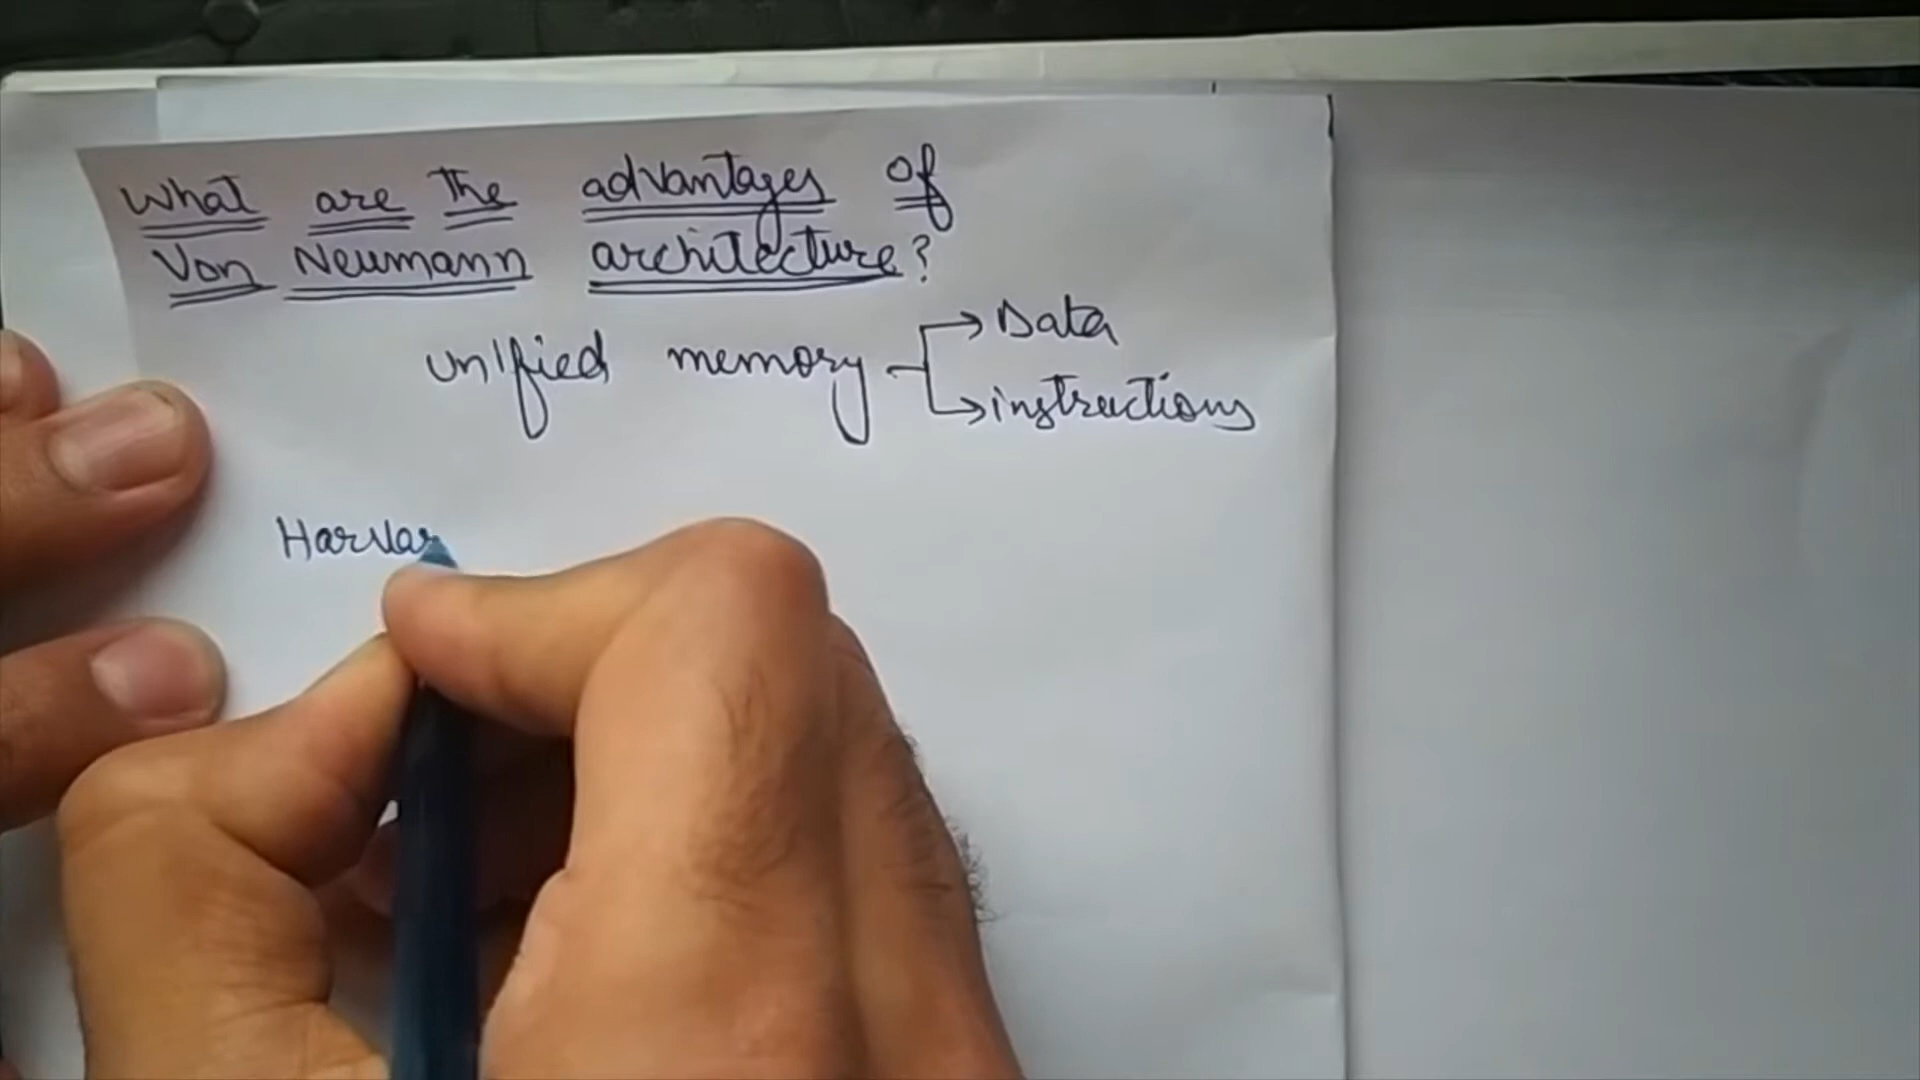 What are the advantages of
Von Neumann architecture?
unified memory → Data
→ instructions
Harvar